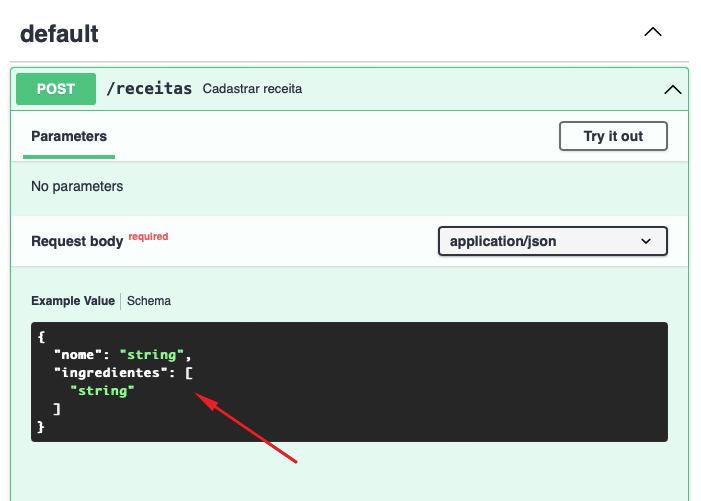 default
POST /receitas Cadastrar receita
Parameters Try it out
No parameters
Request body required application/json
Example Value Schema
{
"nome": "string",
"ingredientes": [
"string"
]
}